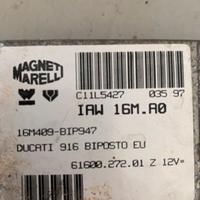 MAGNETI
MARELLI
C11L5427 035 97
IAW 16M.A0
16M409-BIP947
DUCATI 916 BIPOSTO EU
61600.272.01 Z 12V=